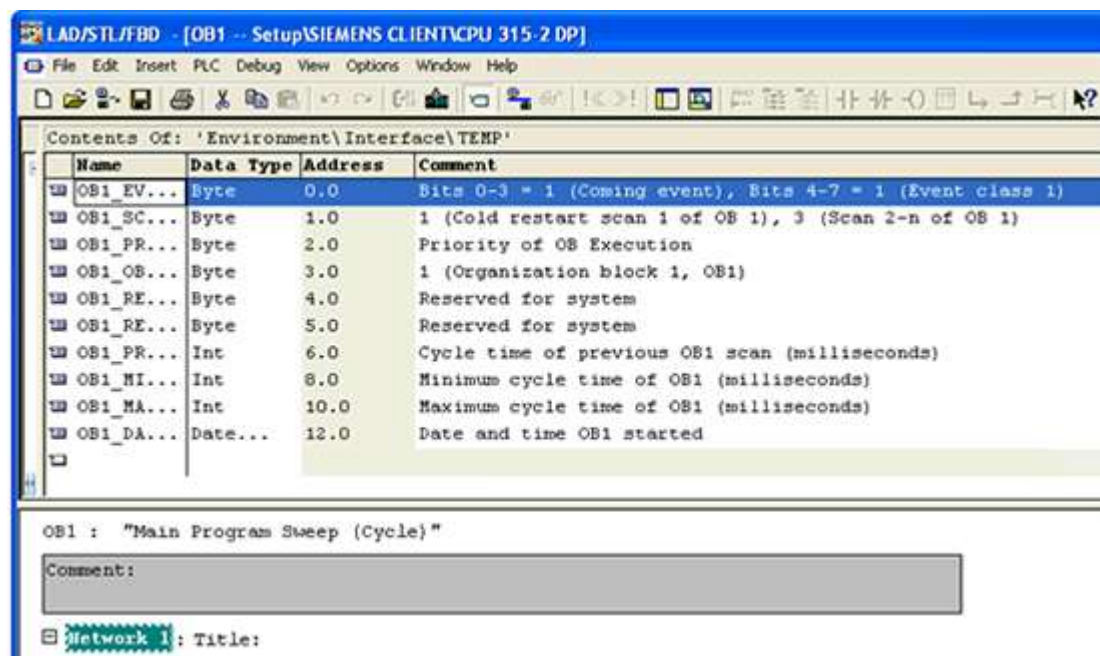 LAD/STL/FBD - [OB1 -- Setup\SIEMENS CLIENT\CPU 315-2 DP]
File Edit Insert PLC Debug View Options Window Help
Contents Of: 'Environment\Interface\TEMP'
Name Data Type Address Comment
OB1_EV... Byte 0.0 Bits 0-3 = 1 (Coming event), Bits 4-7 = 1 (Event class 1)
OB1_SC... Byte 1.0 1 (Cold restart scan 1 of OB 1), 3 (Scan 2-n of OB 1)
OB1_PR... Byte 2.0 Priority of OB Execution
OB1_OB... Byte 3.0 1 (Organization block 1, OB1)
OB1_RE... Byte 4.0 Reserved for system
OB1_RE... Byte 5.0 Reserved for system
OB1_PR... Int 6.0 Cycle time of previous OB1 scan (milliseconds)
OB1_MI... Int 8.0 Minimum cycle time of OB1 (milliseconds)
OB1_MA... Int 10.0 Maximum cycle time of OB1 (milliseconds)
OB1_DA... Date... 12.0 Date and time OB1 started
OB1 : "Main Program Sweep (Cycle)"
Comment:
Network 1: Title: